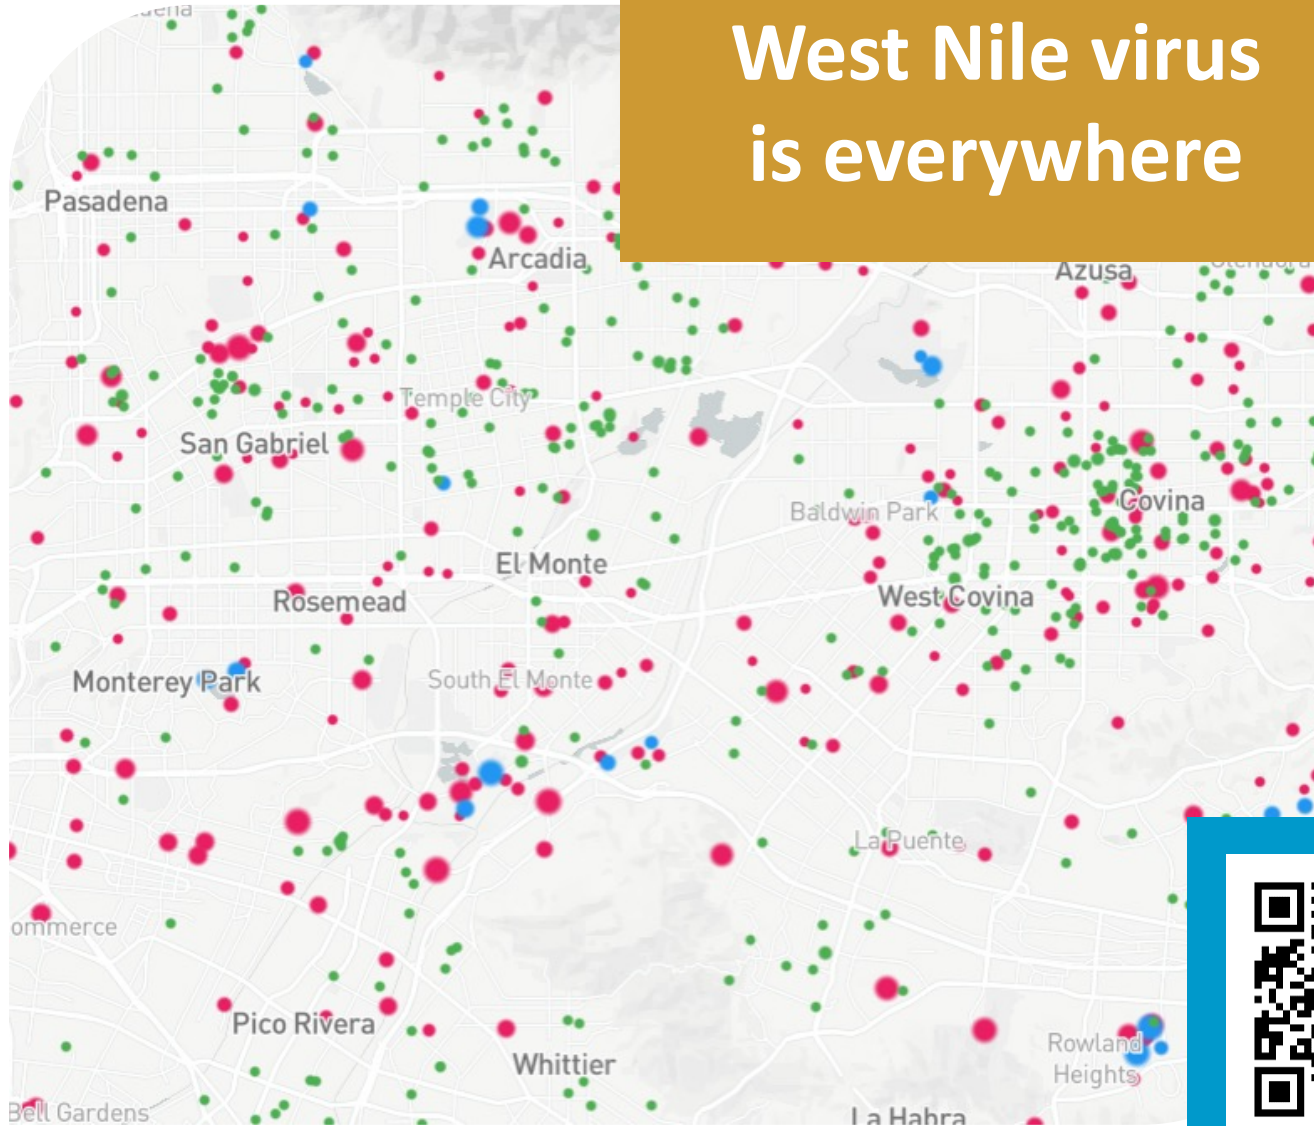 West Nile virus
is everywhere
Pasadena
Arcadia
Azusa
Temple City
San Gabriel
Baldwin Park
Covina
El Monte
Rosemead
West Covina
Monterey Park
South El Monte
La Puente
ommerce
Pico Rivera
Whittier
Rowland
Heights
Bell Gardens
La Habra